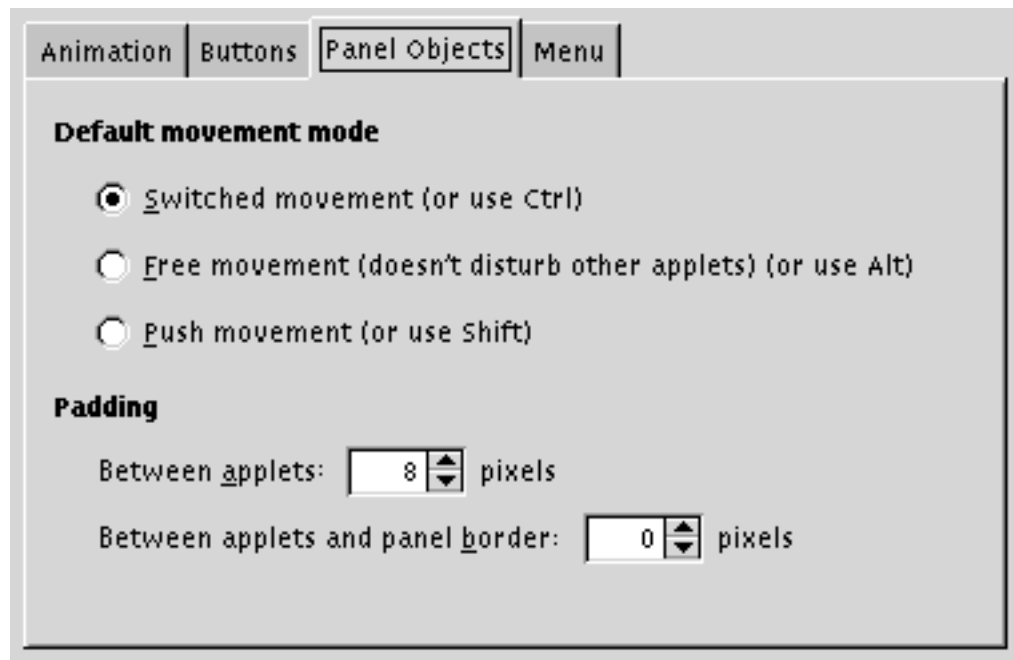 Animation Buttons Panel Objects Menu
Default movement mode
Switched movement (or use Ctrl)
Free movement (doesn't disturb other applets) (or use Alt)
Push movement (or use Shift)
Padding
Between applets: 8 pixels
Between applets and panel border: 0 pixels